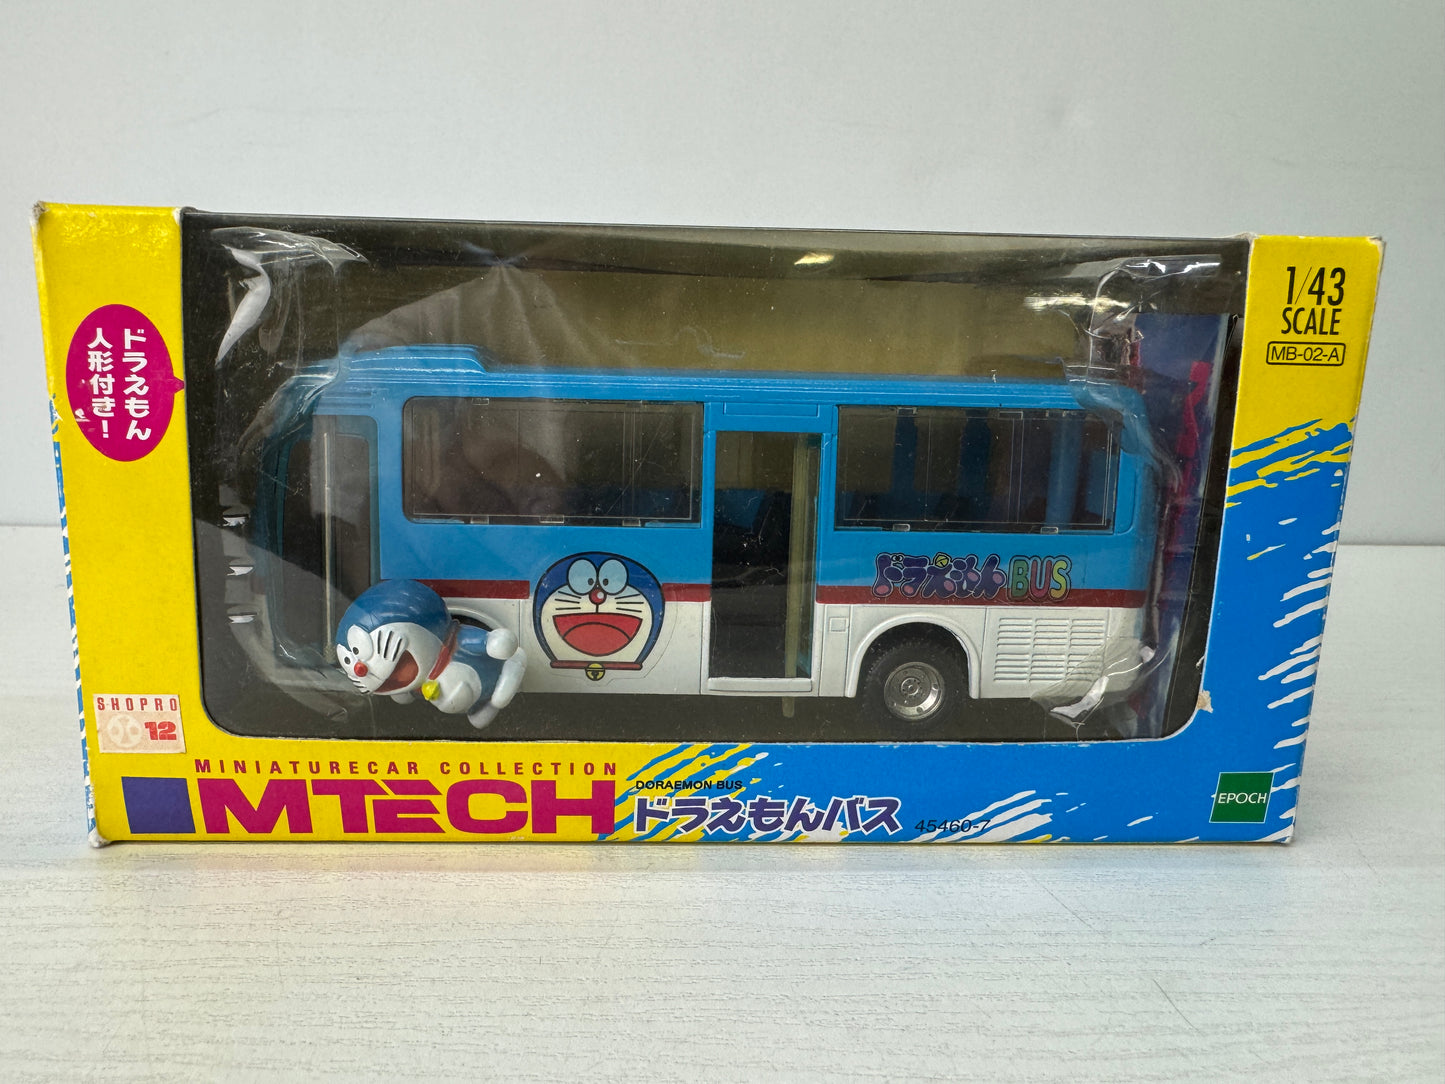 ドラえもん
人形付き!
1/43
SCALE
MB-02-A
ドラえもんBUS
SHOPRO
12
MINIATURECAR COLLECTION
MTECH
DORAEMON BUS
ドラえもんバス
45460-7
EPOCH